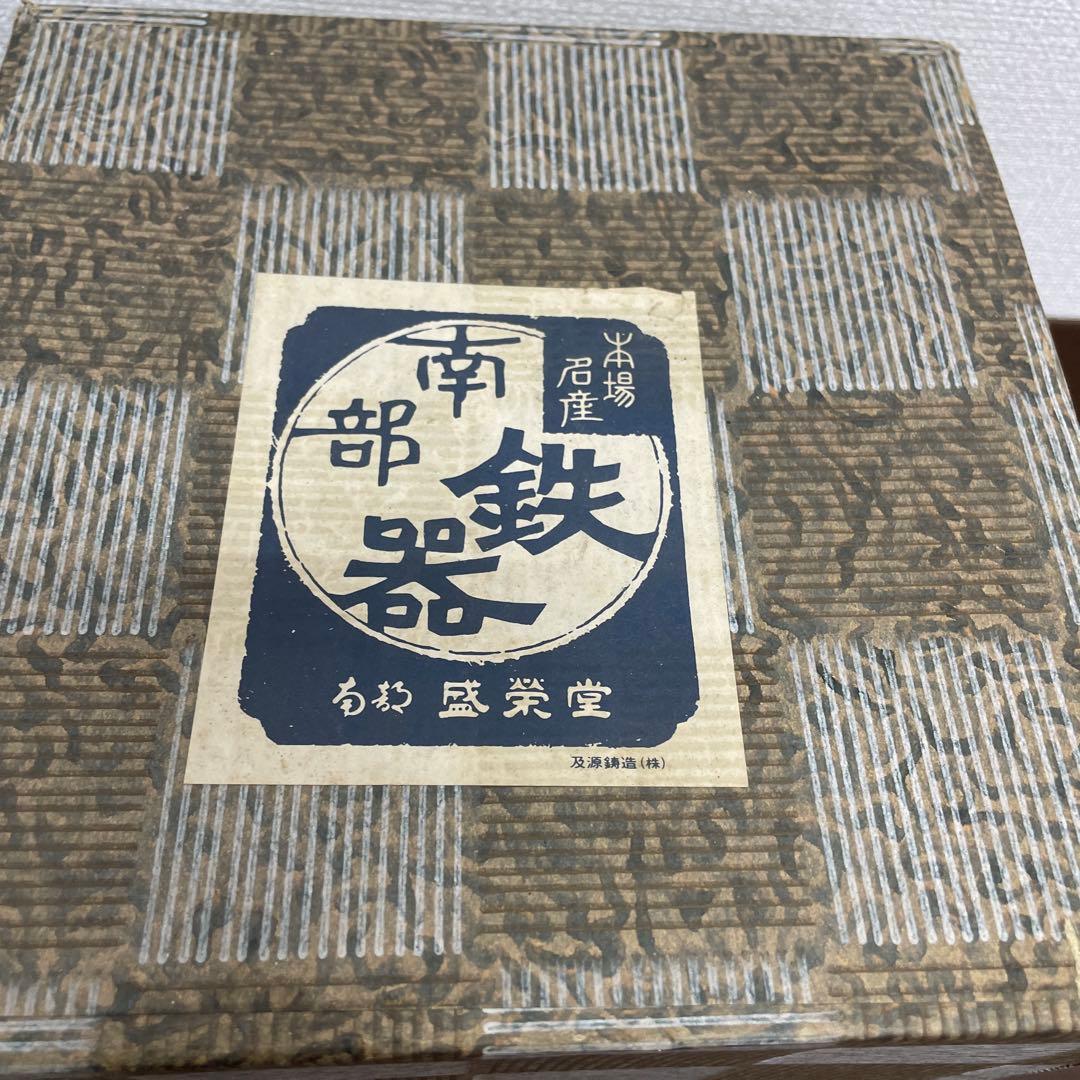 本場
名産
南部
鉄器
南部 盛榮堂
及源鋳造(株)